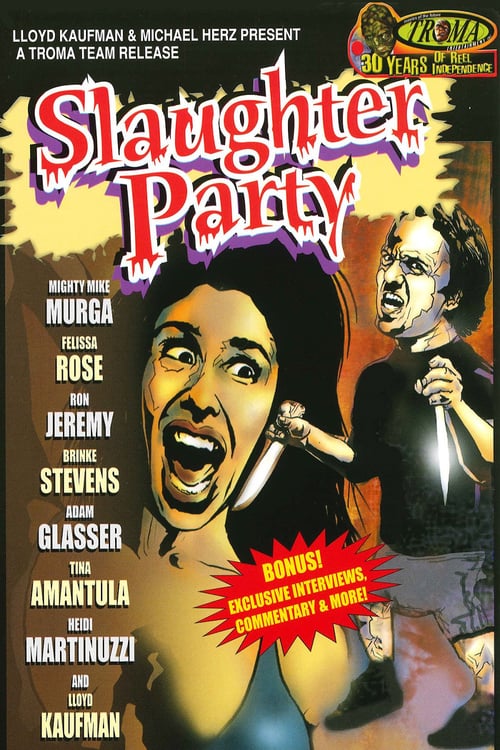 LLOYD KAUFMAN & MICHAEL HERZ PRESENT
A TROMA TEAM RELEASE
TROMA
ENTERTAINMENT
30 YEARS OF REEL
INDEPENDENCE
Slaughter
Party
MIGHTY MIKE
MURGA
FELISSA
ROSE
RON
JEREMY
BRINKE
STEVENS
ADAM
GLASSER
TINA
AMANTULA
HEIDI
MARTINUZZI
AND
LLOYD
KAUFMAN
BONUS!
EXCLUSIVE INTERVIEWS,
COMMENTARY & MORE!